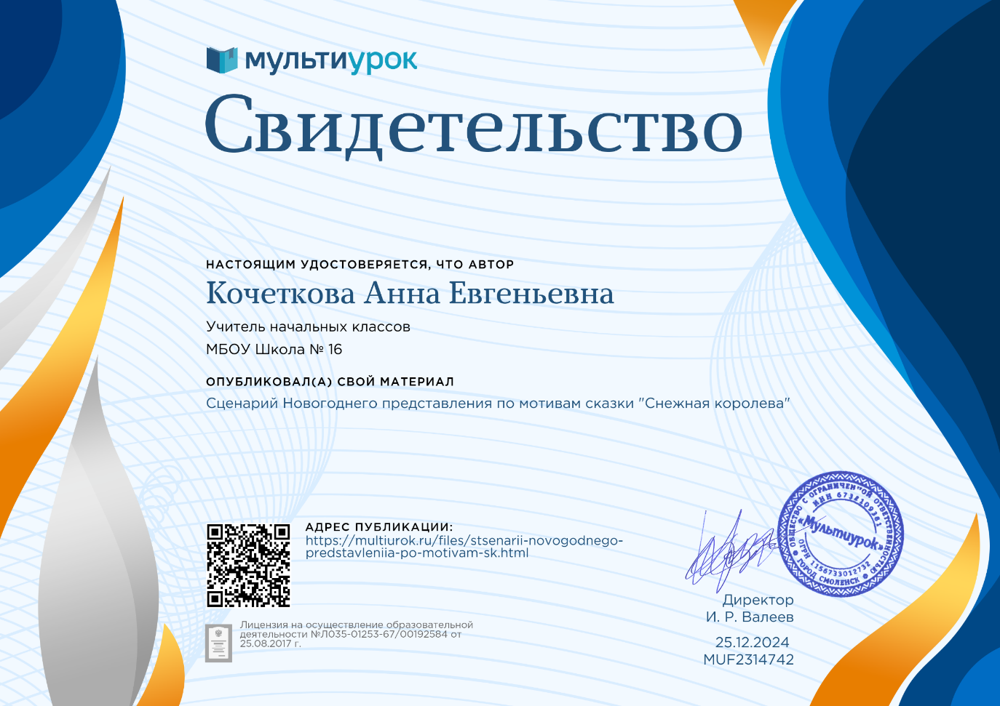 мультиурок
Свидетельство
НАСТОЯЩИМ УДОСТОВЕРЯЕТСЯ, ЧТО АВТОР
Кочеткова Анна Евгеньевна
Учитель начальных классов
МБОУ Школа № 16
ОПУБЛИКОВАЛ(А) СВОЙ МАТЕРИАЛ
Сценарий Новогоднего представления по мотивам сказки "Снежная королева"
АДРЕС ПУБЛИКАЦИИ:
https://multiurok.ru/files/stsenarii-novogodnego-
predstavleniia-po-motivam-sk.html
Лицензия на осуществление образовательной
деятельности №Л035-01253-67/00192584 от
25.08.2017 г.
ОБЩЕСТВО С ОГРАНИЧЕННОЙ ОТВЕТСТВЕННОСТЬЮ
ИНН 6732109381
«Мультиурок»
ОГРН 1156733012732
ГОРОД СМОЛЕНСК
Директор
И. Р. Валеев
25.12.2024
MUF2314742